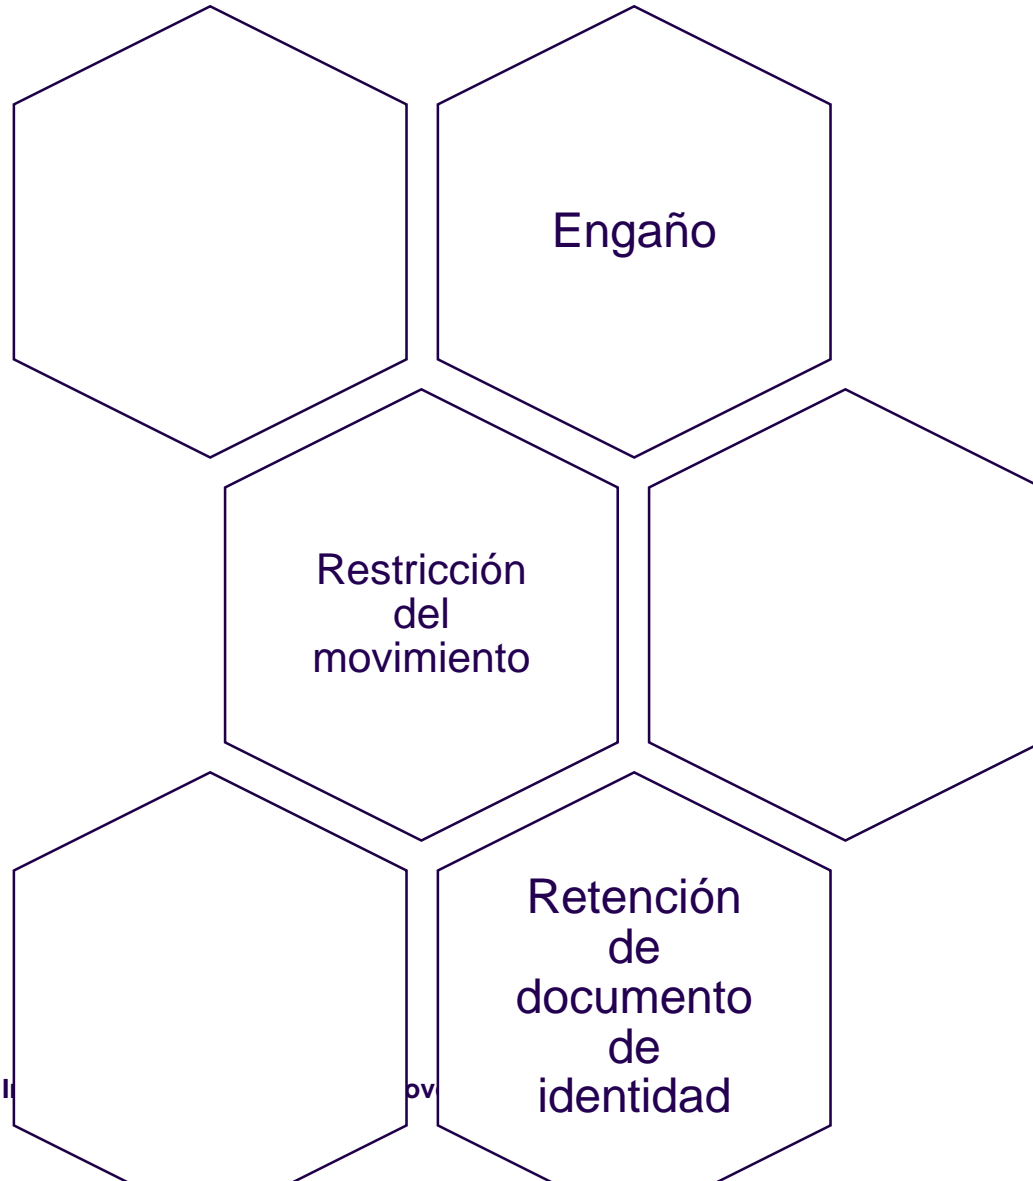 Engaño
Restricción
del
movimiento
Retención
de
documento
de
identidad